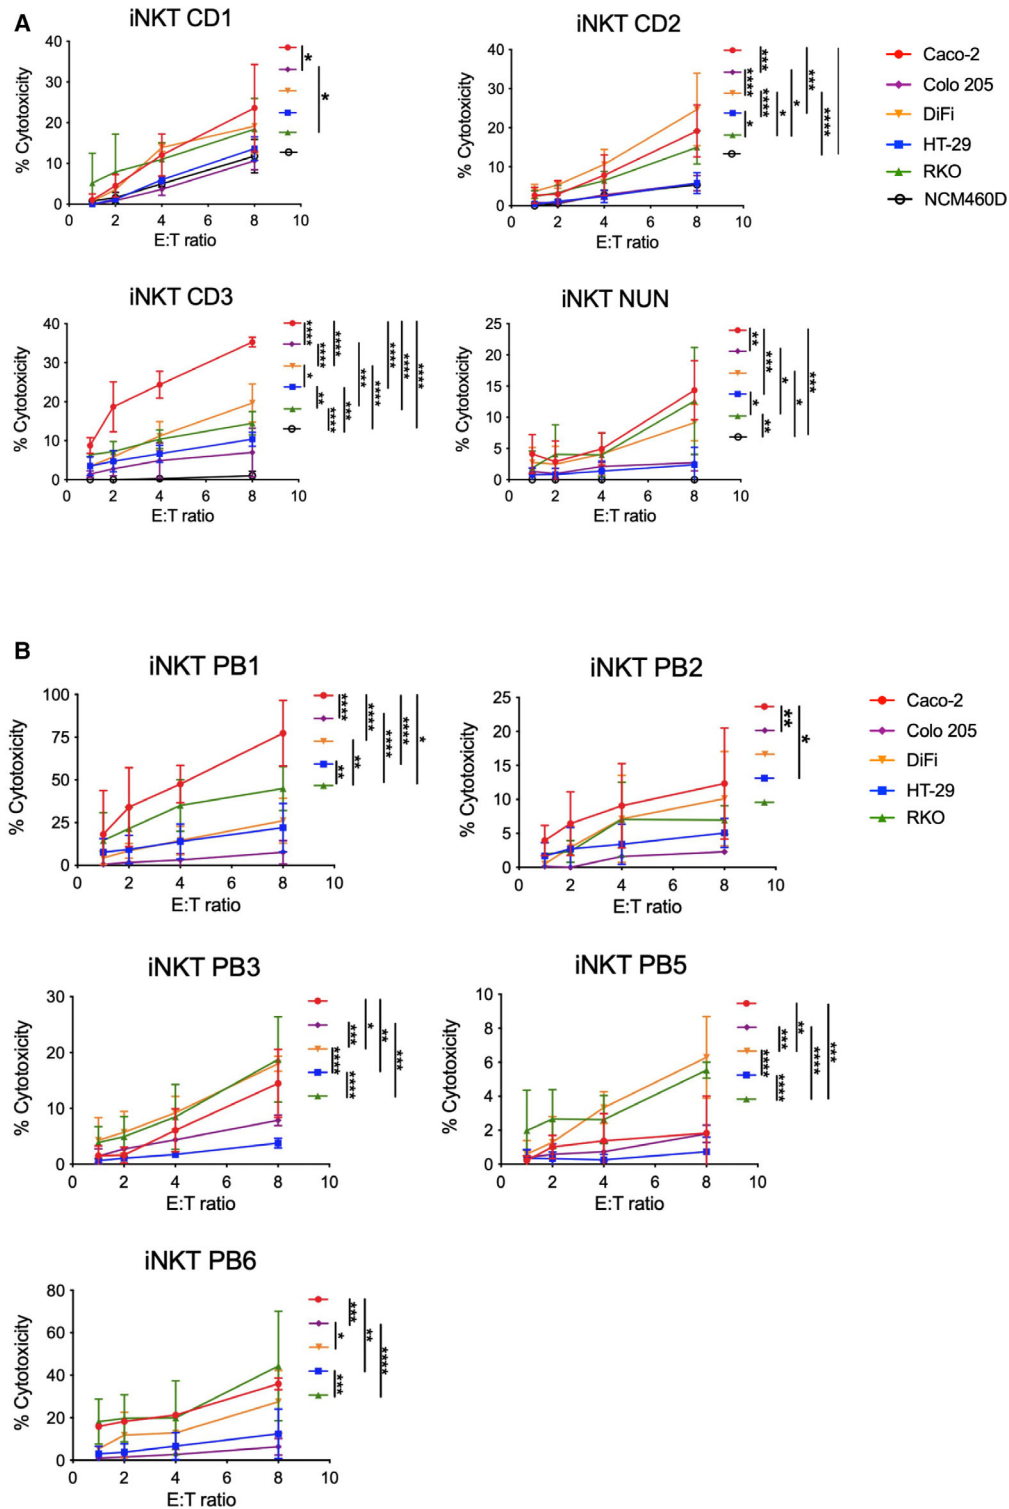 A
iNKT CD1
% Cytotoxicity
40
30
20
10
0
0 2 4 6 8 10
E:T ratio
*
*
iNKT CD2
% Cytotoxicity
40
30
20
10
0
0 2 4 6 8 10
E:T ratio
***
****
****
*
*
*
***
****
Caco-2
Colo 205
DiFi
HT-29
RKO
NCM460D
iNKT CD3
% Cytotoxicity
40
30
20
10
0
0 2 4 6 8 10
E:T ratio
****
****
****
*
**
****
***
***
****
****
****
****
iNKT NUN
% Cytotoxicity
25
20
15
10
5
0
0 2 4 6 8 10
E:T ratio
**
***
*
**
*
*
***
B
iNKT PB1
% Cytotoxicity
100
75
50
25
0
0 2 4 6 8 10
E:T ratio
****
**
**
****
****
****
*
iNKT PB2
% Cytotoxicity
25
20
15
10
5
0
0 2 4 6 8 10
E:T ratio
**
*
Caco-2
Colo 205
DiFi
HT-29
RKO
iNKT PB3
% Cytotoxicity
30
20
10
0
0 2 4 6 8 10
E:T ratio
****
***
****
*
**
***
iNKT PB5
% Cytotoxicity
10
8
6
4
2
0
0 2 4 6 8 10
E:T ratio
****
***
****
**
****
***
iNKT PB6
% Cytotoxicity
80
60
40
20
0
0 2 4 6 8 10
E:T ratio
*
***
***
**
****